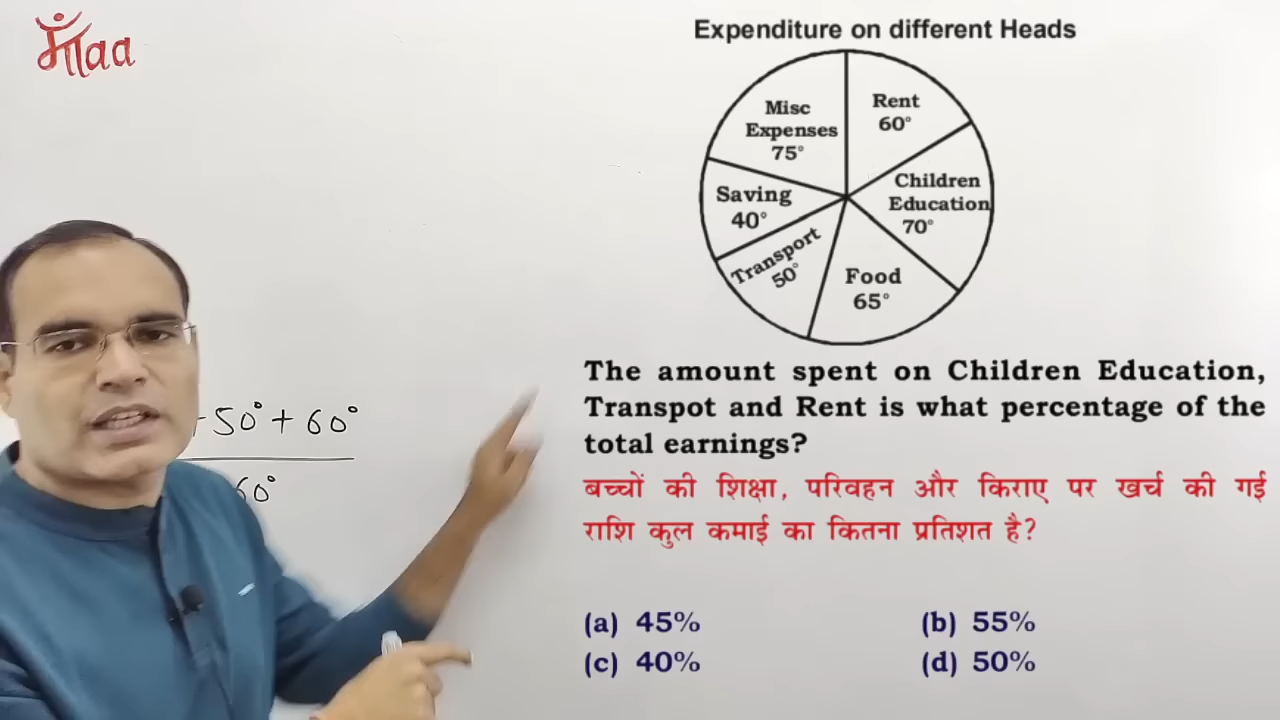 माँaa
Expenditure on different Heads
Misc
Expenses
75°
Rent
60°
Children
Education
70°
Saving
40°
Transport
50°
Food
65°
The amount spent on Children Education,
Transpot and Rent is what percentage of the
total earnings?
बच्चों की शिक्षा, परिवहन और किराए पर खर्च की गई
राशि कुल कमाई का कितना प्रतिशत है?
50° + 60°
60°
(a) 45%
(b) 55%
(c) 40%
(d) 50%